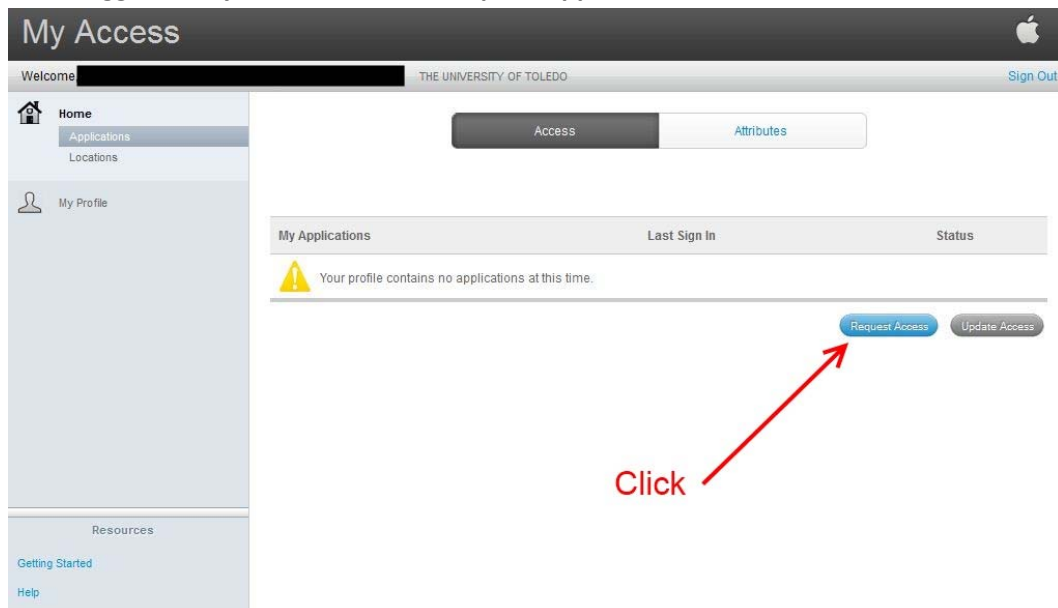 My Access
Welcome
THE UNIVERSITY OF TOLEDO
Sign Out
Home
Applications
Locations
My Profile
Access
Attributes
My Applications
Last Sign In
Status
Your profile contains no applications at this time.
Request Access
Update Access
Click
Resources
Getting Started
Help